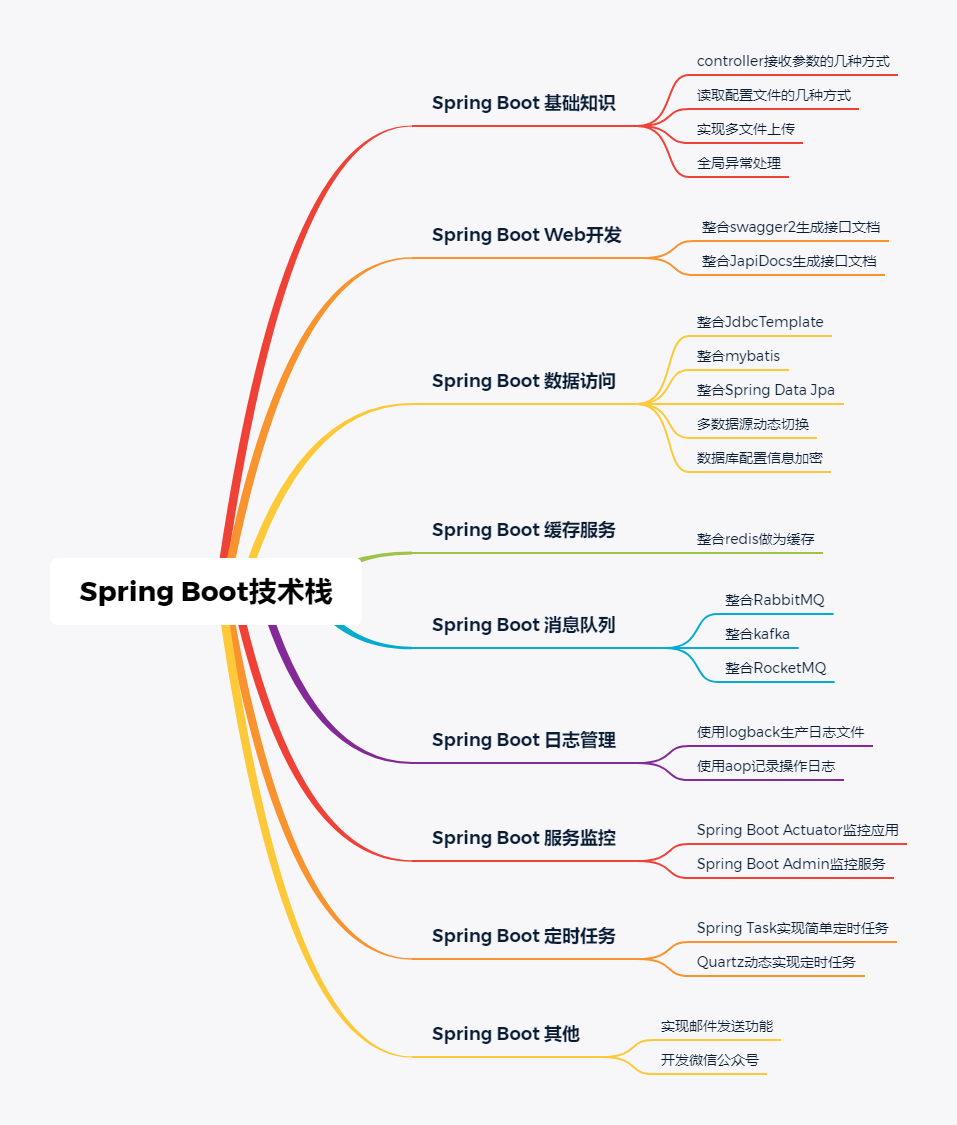 Spring Boot技术栈
Spring Boot 基础知识
controller接收参数的几种方式
读取配置文件的几种方式
实现多文件上传
全局异常处理
Spring Boot Web开发
整合swagger2生成接口文档
整合JapiDocs生成接口文档
Spring Boot 数据访问
整合JdbcTemplate
整合mybatis
整合Spring Data Jpa
多数据源动态切换
数据库配置信息加密
Spring Boot 缓存服务
整合redis做为缓存
Spring Boot 消息队列
整合RabbitMQ
整合kafka
整合RocketMQ
Spring Boot 日志管理
使用logback生产日志文件
使用aop记录操作日志
Spring Boot 服务监控
Spring Boot Actuator监控应用
Spring Boot Admin监控服务
Spring Boot 定时任务
Spring Task实现简单定时任务
Quartz动态实现定时任务
Spring Boot 其他
实现邮件发送功能
开发微信公众号